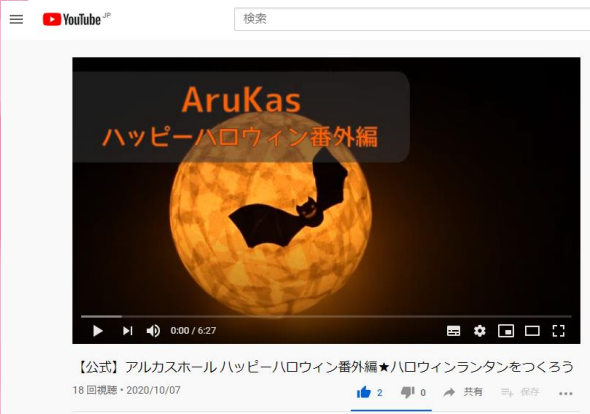 YouTube JP
検索
AruKas
ハッピーハロウィン番外編
0:00 / 6:27
【公式】アルカスホール ハッピーハロウィン番外編★ハロウィンランタンをつくろう
18 回視聴・2020/10/07
2 0 共有 保存